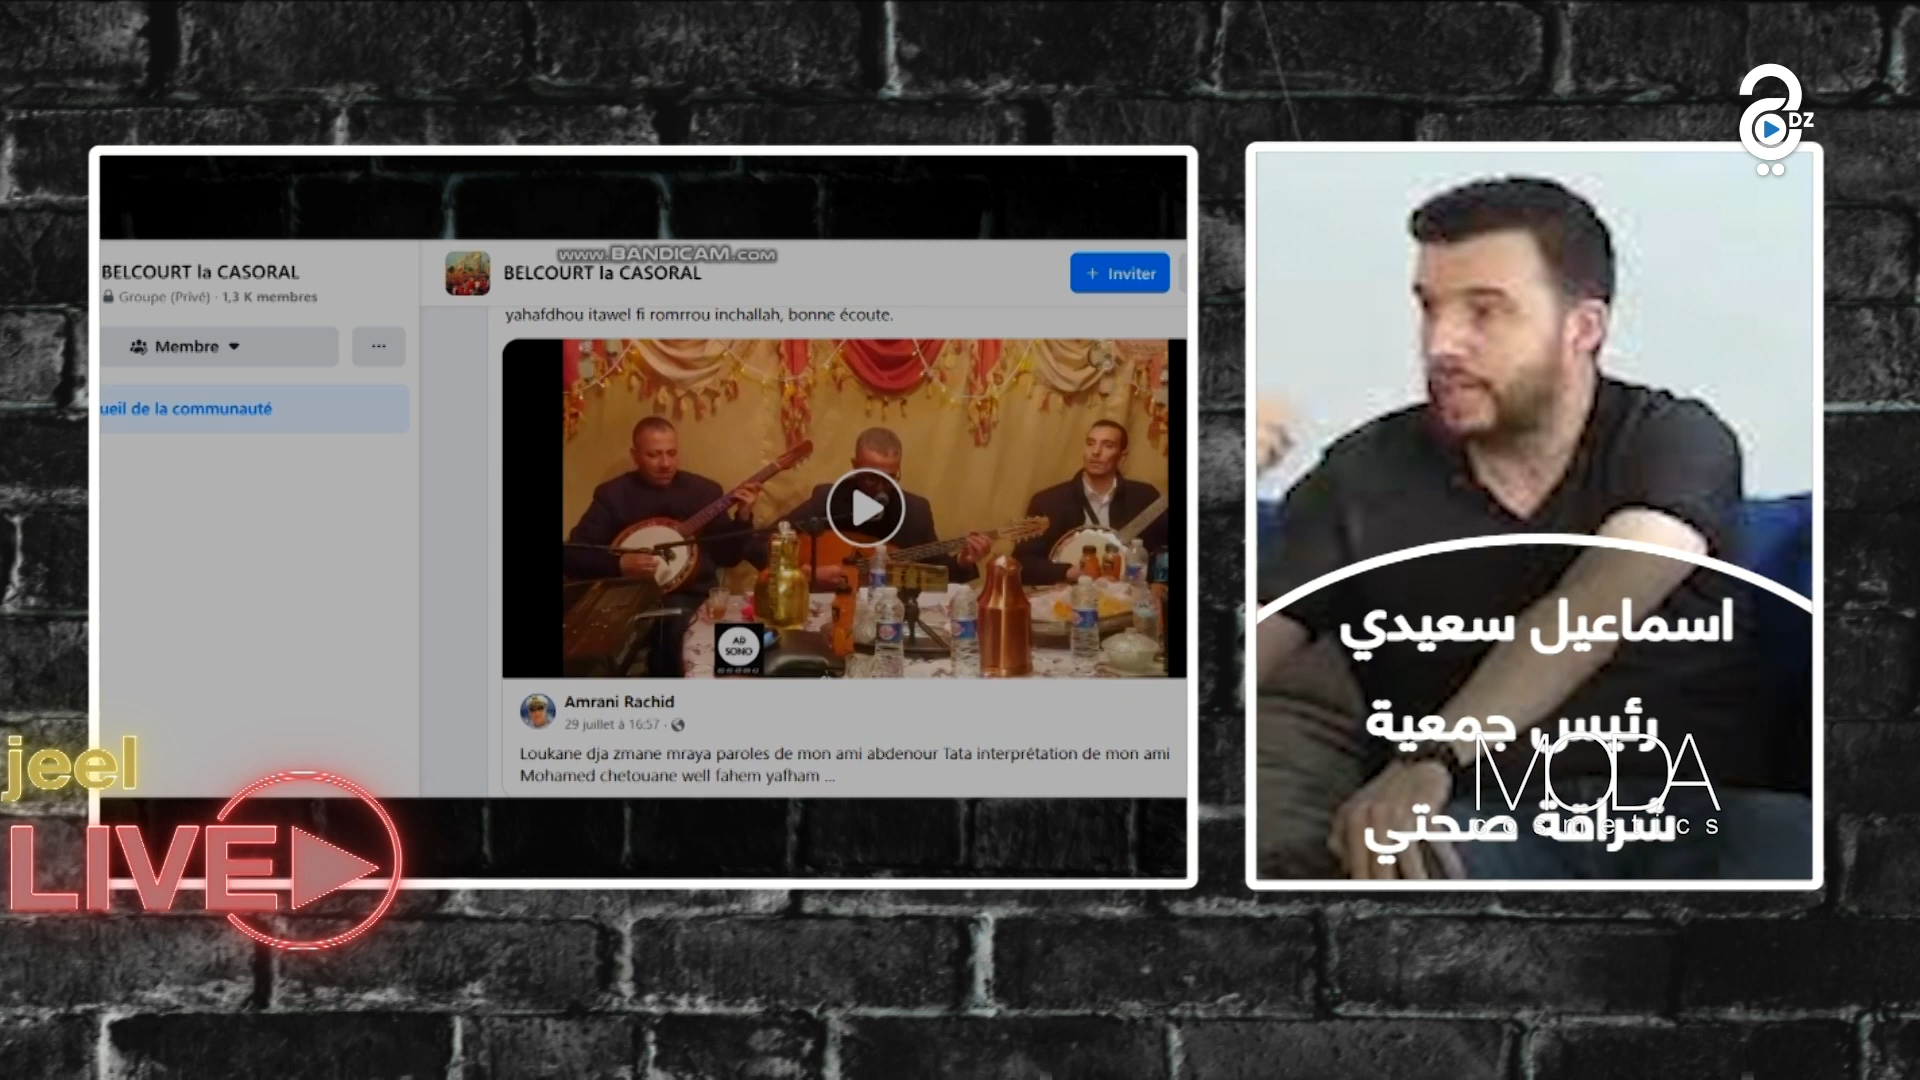 DZ
www.BANDICAM.com
BELCOURT la CASORAL
Groupe (Privé) · 1,3 K membres
Membre
ueil de la communauté
BELCOURT la CASORAL
+ Inviter
yahafdhou itawel fi romrrou inchallah, bonne écoute.
AD
SONO
Amrani Rachid
29 juillet à 16:57
Loukane dja zmane mraya paroles de mon ami abdenour Tata interprétation de mon ami
Mohamed chetouane well fahem yafham ...
jeel
LIVE
اسماعيل سعيدي
رئيس جمعية
شراقة صحتي
MODA
cosmetics